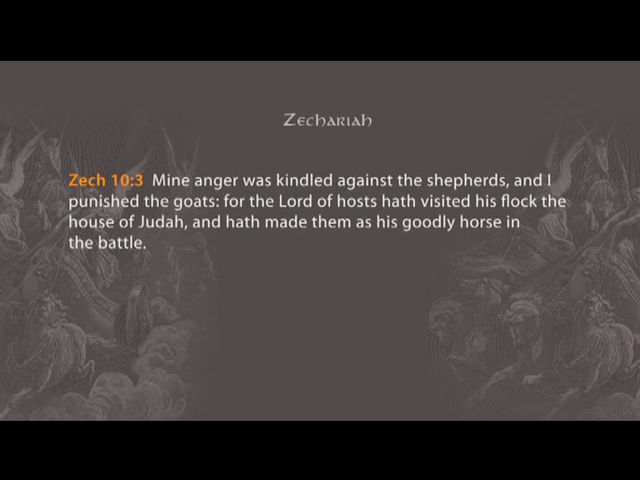 Zechariah
Zech 10:3 Mine anger was kindled against the shepherds, and I
punished the goats: for the Lord of hosts hath visited his flock the
house of Judah, and hath made them as his goodly horse in
the battle.